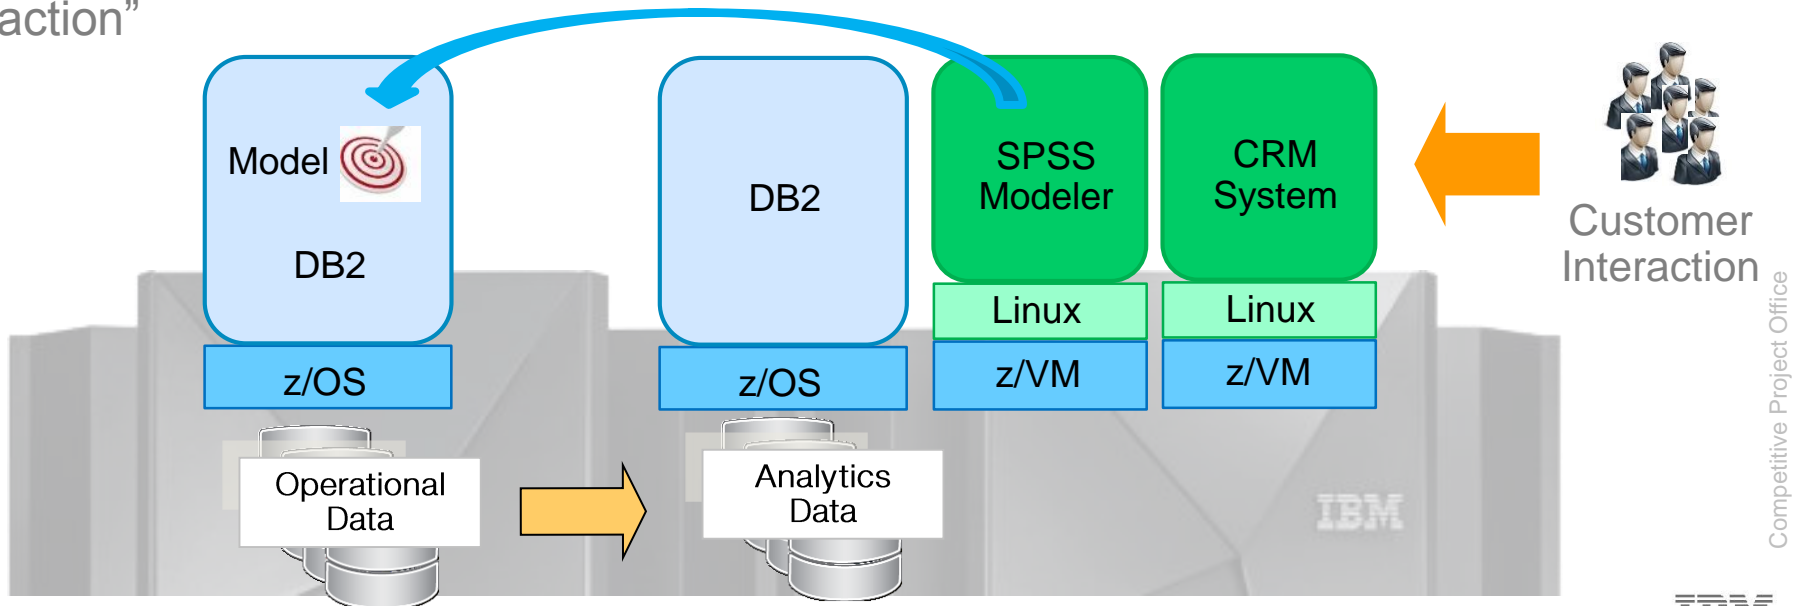 action”
Model
DB2
z/OS
DB2
z/OS
SPSS
Modeler
Linux
z/VM
CRM
System
Linux
z/VM
Customer
Interaction
Operational
Data
Analytics
Data
IBM
Competitive Project Office
IBM